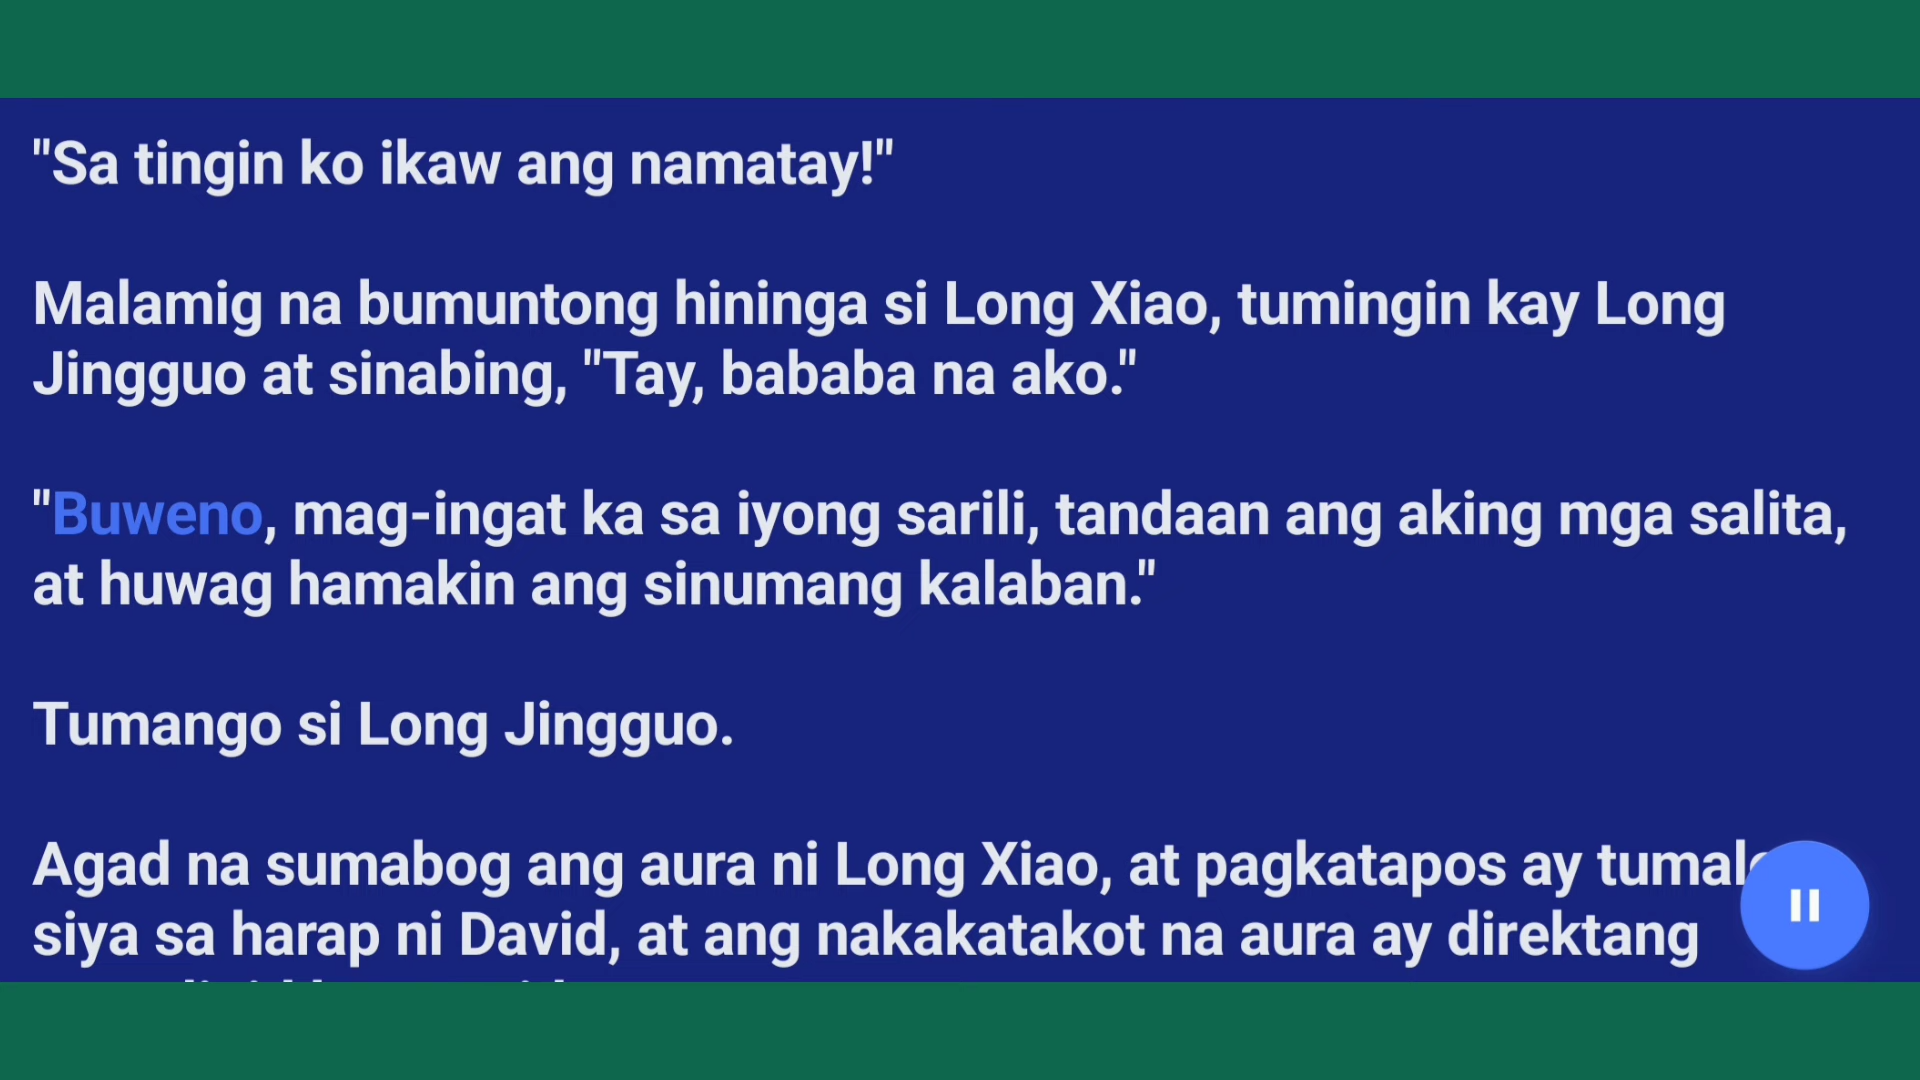 "Sa tingin ko ikaw ang namatay!"
Malamig na bumuntong hininga si Long Xiao, tumingin kay Long
Jingguo at sinabing, "Tay, bababa na ako."
"Buweno, mag-ingat ka sa iyong sarili, tandaan ang aking mga salita,
at huwag hamakin ang sinumang kalaban."
Tumango si Long Jingguo.
Agad na sumabog ang aura ni Long Xiao, at pagkatapos ay
siya sa harap ni David, at ang nakakatakot na aura ay direktang